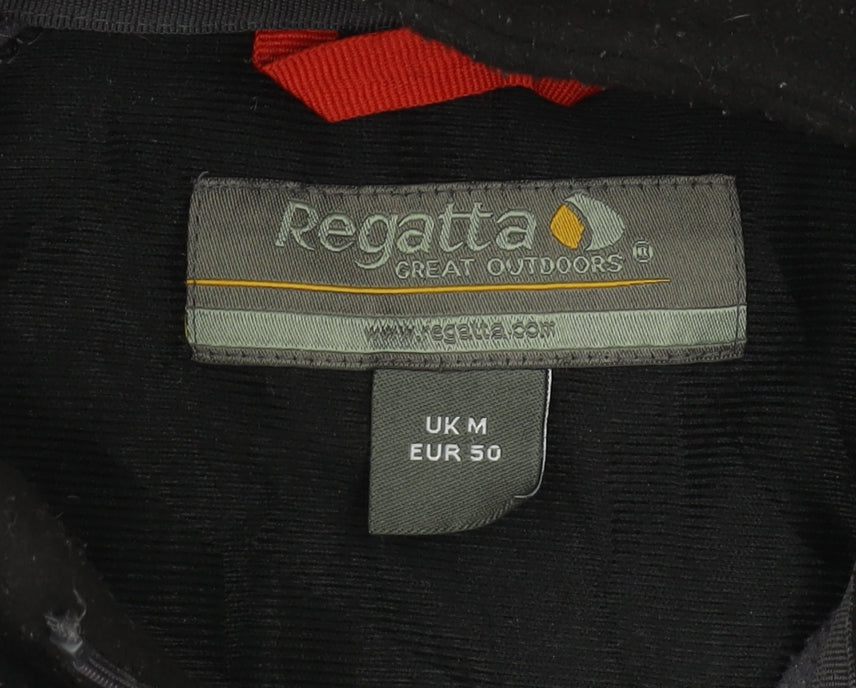 Regatta
GREAT OUTDOORS
www.regatta.com
UK M
EUR 50